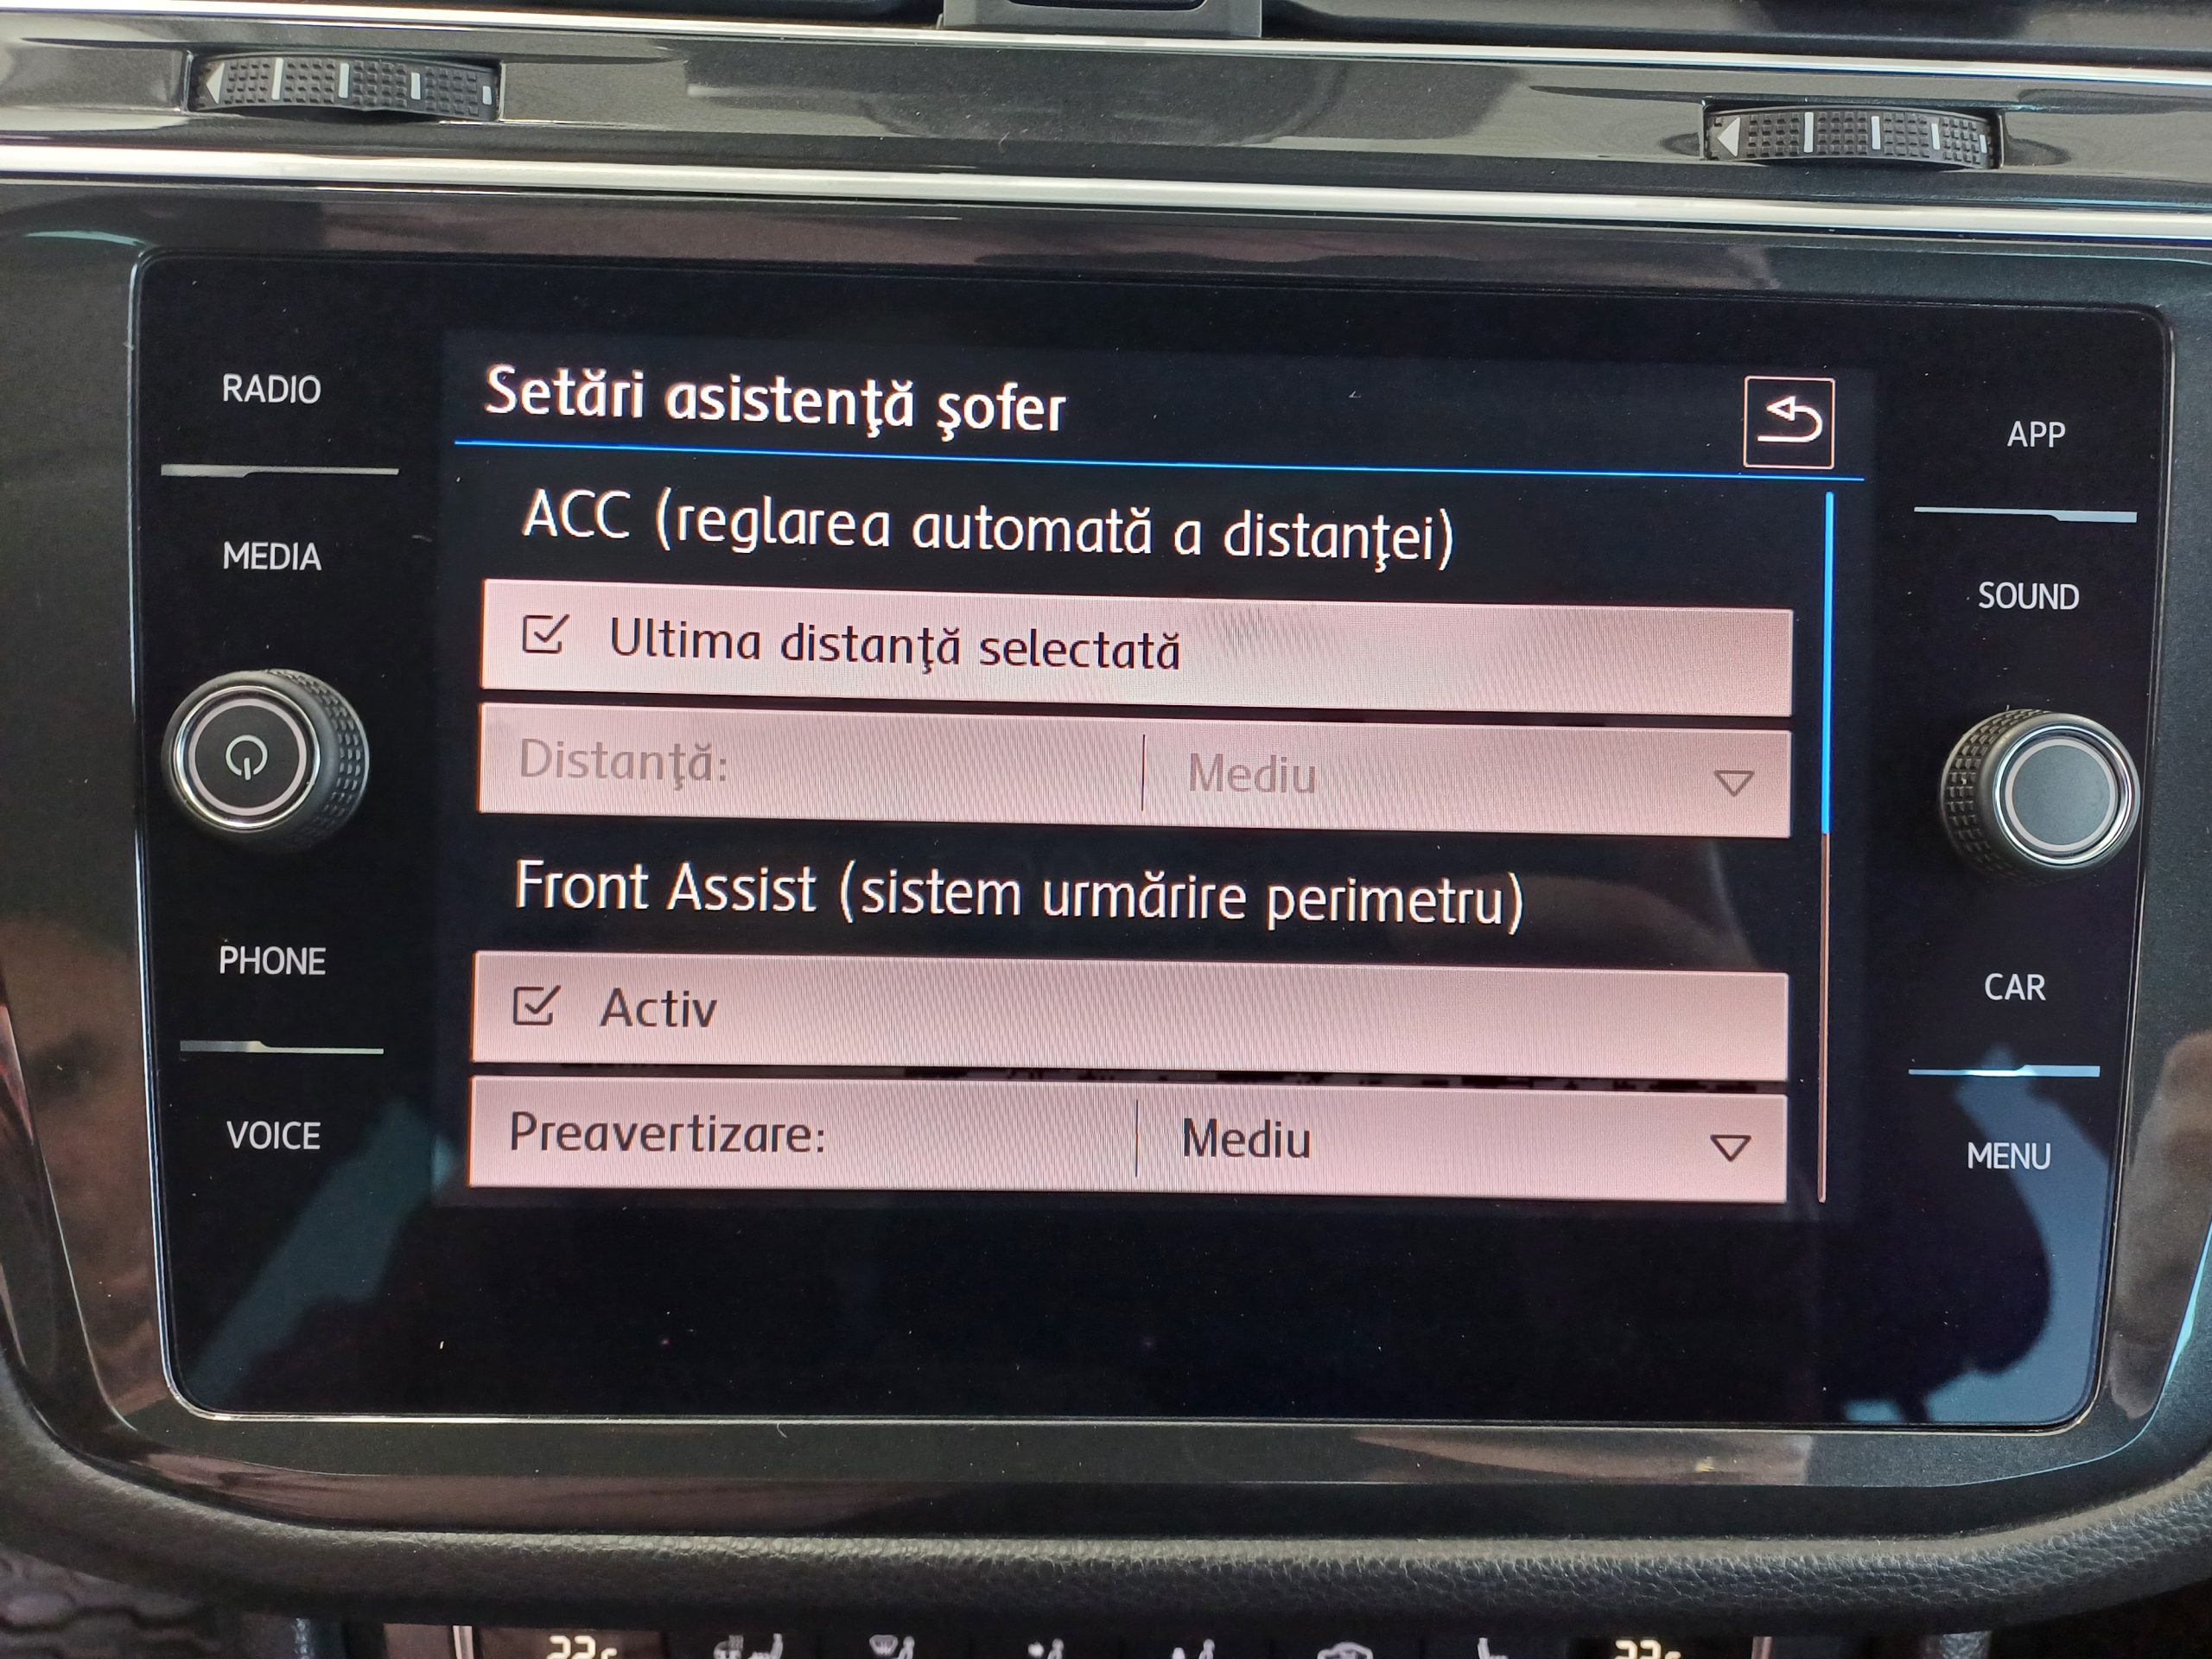 RADIO
MEDIA
PHONE
VOICE
Setări asistenţă şofer
ACC (reglarea automată a distanţei)
Ultima distanţă selectată
Distanţă: Mediu
Front Assist (sistem urmărire perimetru)
Activ
Preavertizare: Mediu
APP
SOUND
CAR
MENU